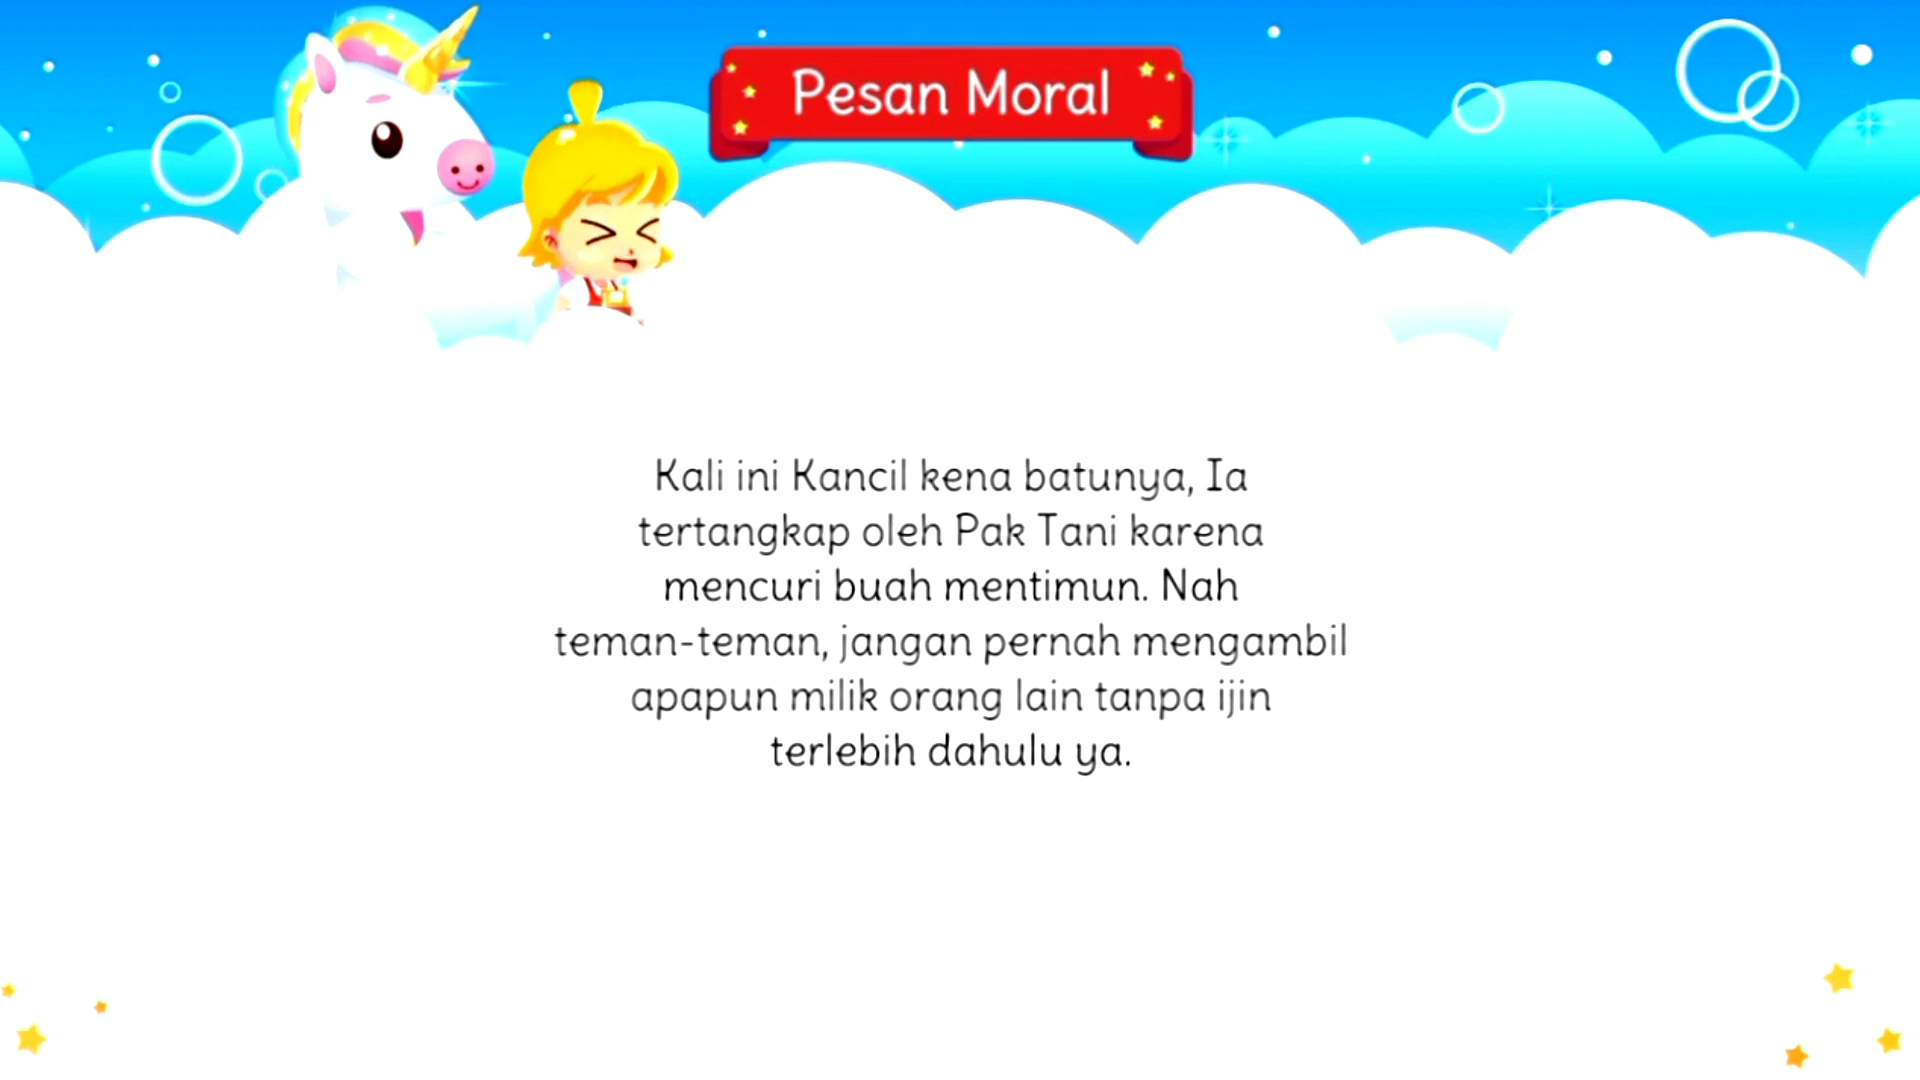 Pesan Moral
Kali ini Kancil kena batunya, Ia
tertangkap oleh Pak Tani karena
mencuri buah mentimun. Nah
teman-teman, jangan pernah mengambil
apapun milik orang lain tanpa ijin
terlebih dahulu ya.